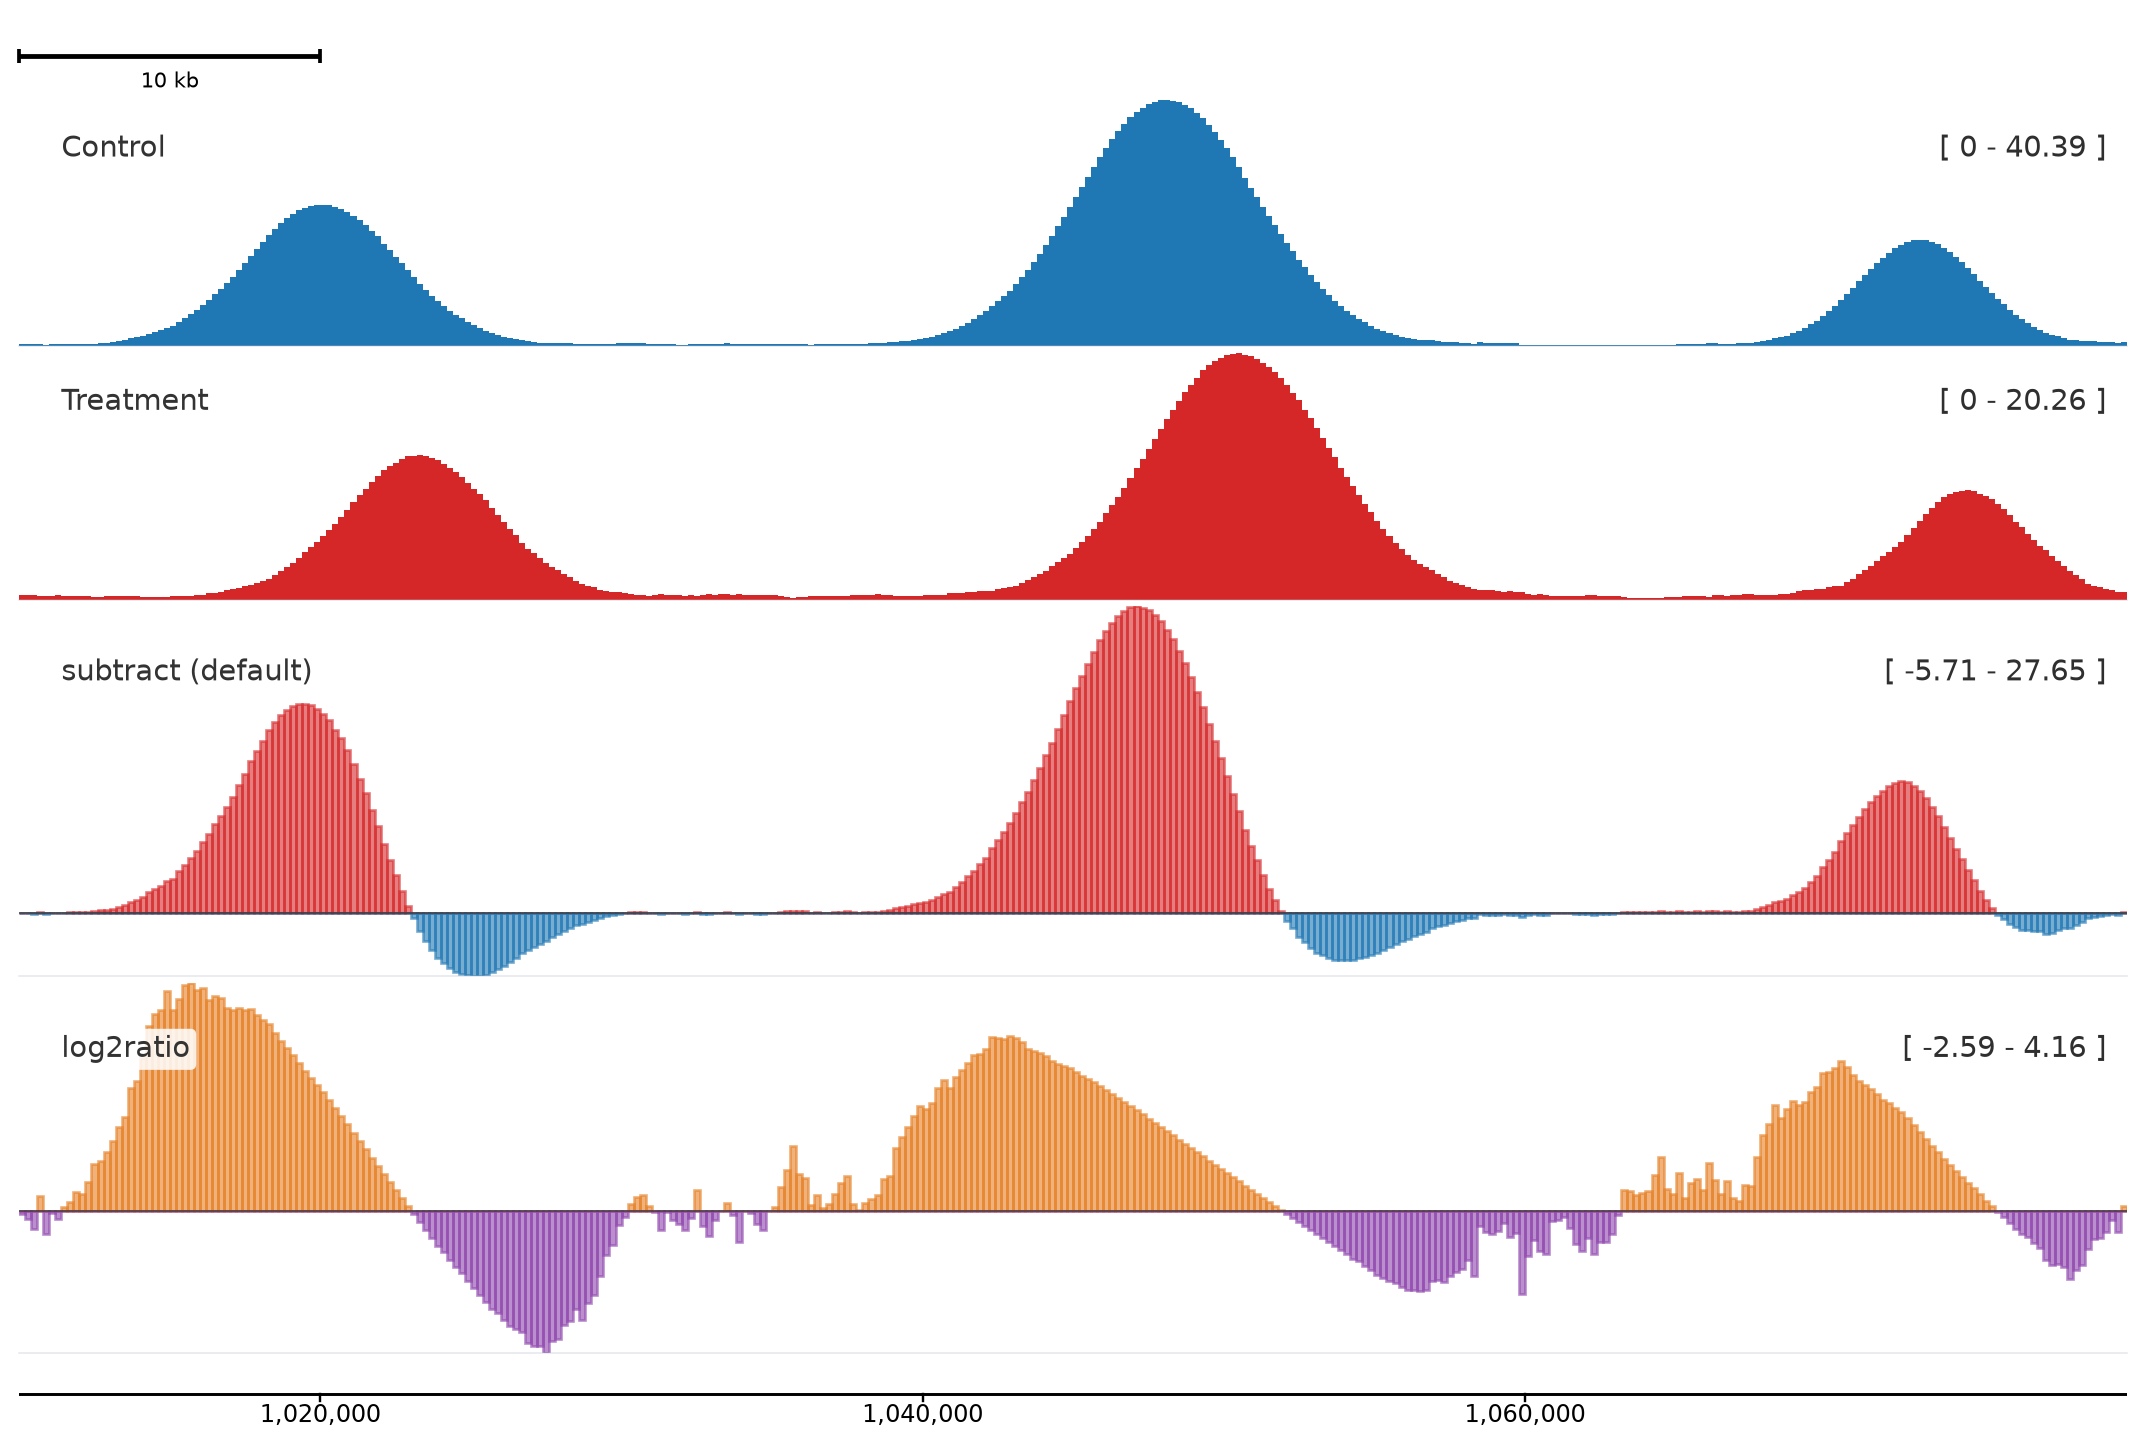 10 kb
Control [ 0 - 40.39 ]
Treatment [ 0 - 20.26 ]
subtract (default) [ -5.71 - 27.65 ]
log2ratio [ -2.59 - 4.16 ]
1,020,000 1,040,000 1,060,000